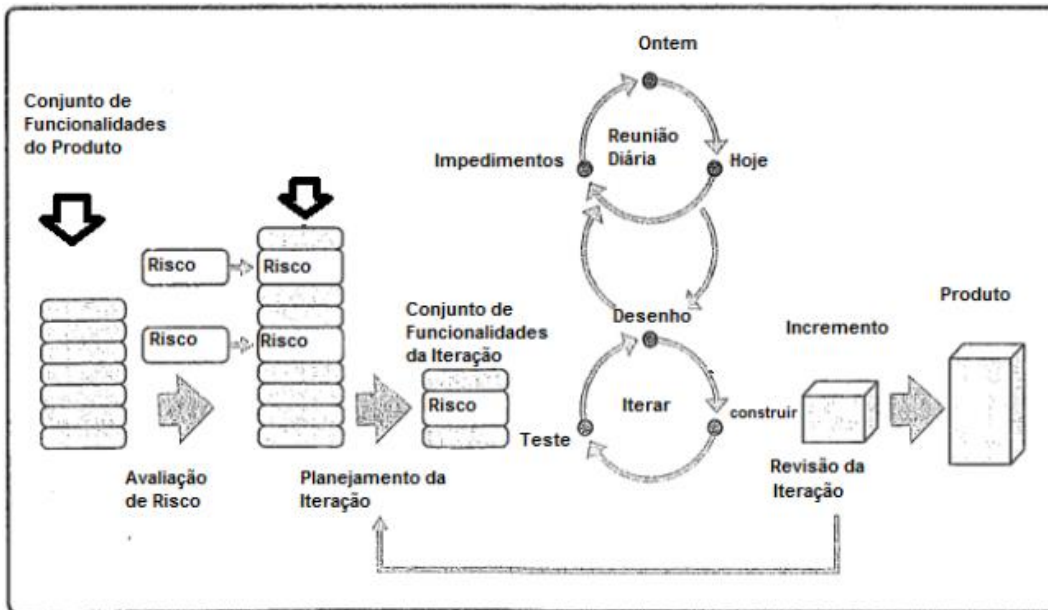 Ontem
Conjunto de
Funcionalidades
do Produto
Reunião
Diária
Impedimentos
Hoje
Risco
Risco
Risco
Risco
Conjunto de
Funcionalidades
da Iteração
Risco
Desenho
Iterar
Teste
construir
Incremento
Produto
Avaliação
de Risco
Planejamento da
Iteração
Revisão da
Iteração